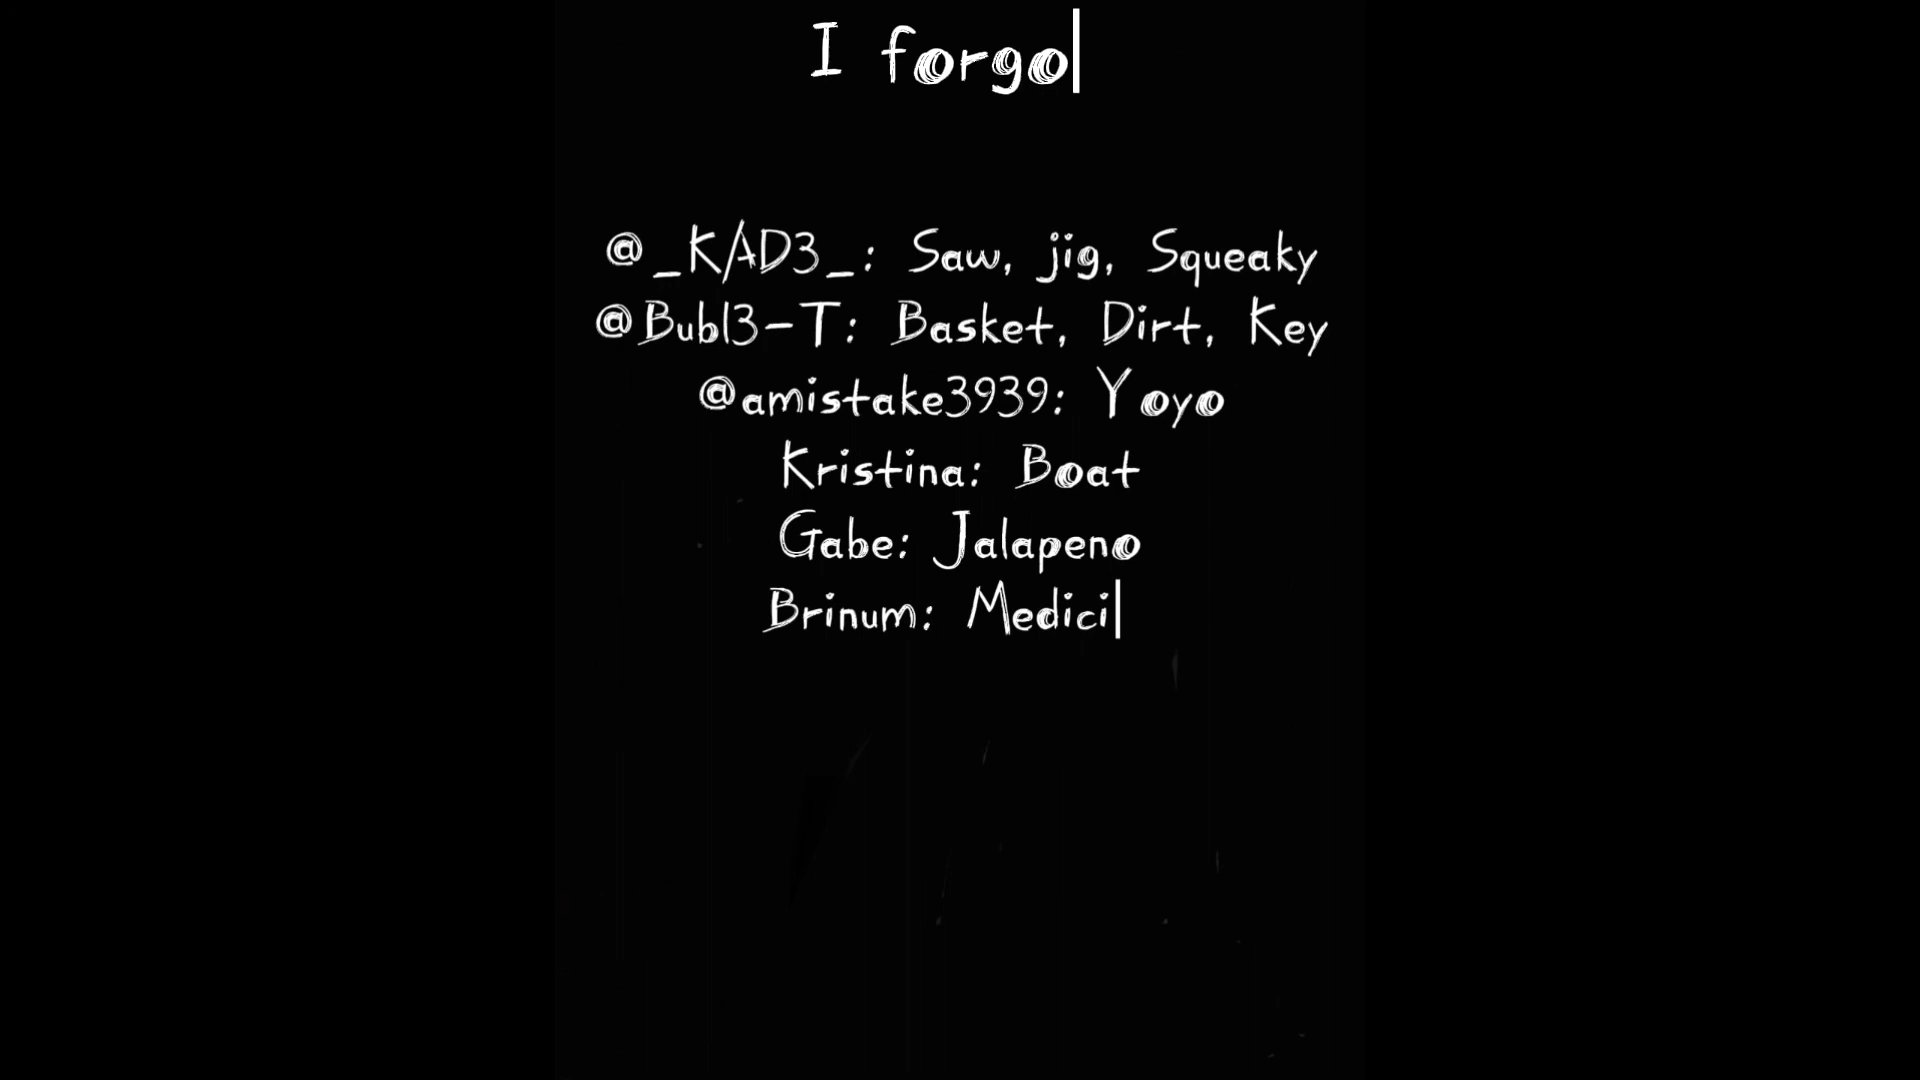 I forgo
@_KAD3_: Saw, jig, Squeaky
@Bubl3-T: Basket, Dirt, Key
@amistake3939: Yoyo
Kristina: Boat
Gabe: Jalapeno
Brinum: Medici